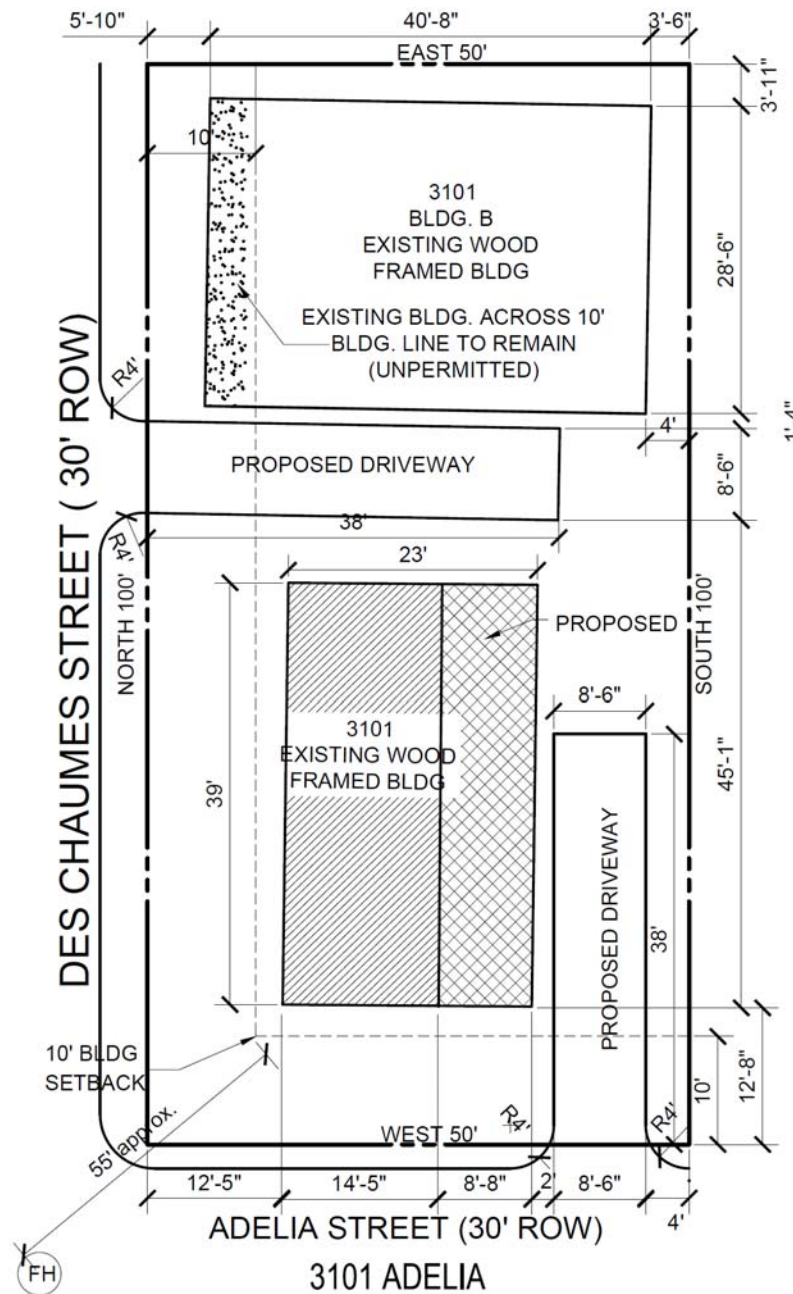 5'-10"
40'-8"
3'-6"
EAST 50'
3'-11"
10'
3101
BLDG. B
EXISTING WOOD
FRAMED BLDG
28'-6"
EXISTING BLDG. ACROSS 10'
BLDG. LINE TO REMAIN
(UNPERMITTED)
R4'
4'
1'-4"
PROPOSED DRIVEWAY
8'-6"
38'
R4'
23'
DES CHAUMES STREET ( 30' ROW)
NORTH 100'
SOUTH 100'
PROPOSED
8'-6"
3101
EXISTING WOOD
FRAMED BLDG
39'
45'-1"
PROPOSED DRIVEWAY
38'
10' BLDG
SETBACK
10'
12'-8"
55' approx.
WEST 50'
R4'
R4'
12'-5"
14'-5"
8'-8"
2'
8'-6"
4'
ADELIA STREET (30' ROW)
FH
3101 ADELIA